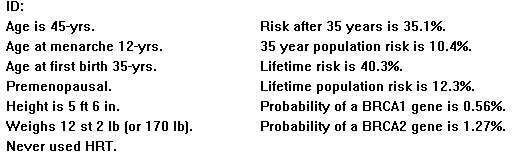 ID:
Age is 45-yrs.
Age at menarche 12-yrs.
Age at first birth 35-yrs.
Premenopausal.
Height is 5 ft 6 in.
Weighs 12 st 2 lb (or 170 lb).
Never used HRT.
Risk after 35 years is 35.1%.
35 year population risk is 10.4%.
Lifetime risk is 40.3%.
Lifetime population risk is 12.3%.
Probability of a BRCA1 gene is 0.56%.
Probability of a BRCA2 gene is 1.27%.